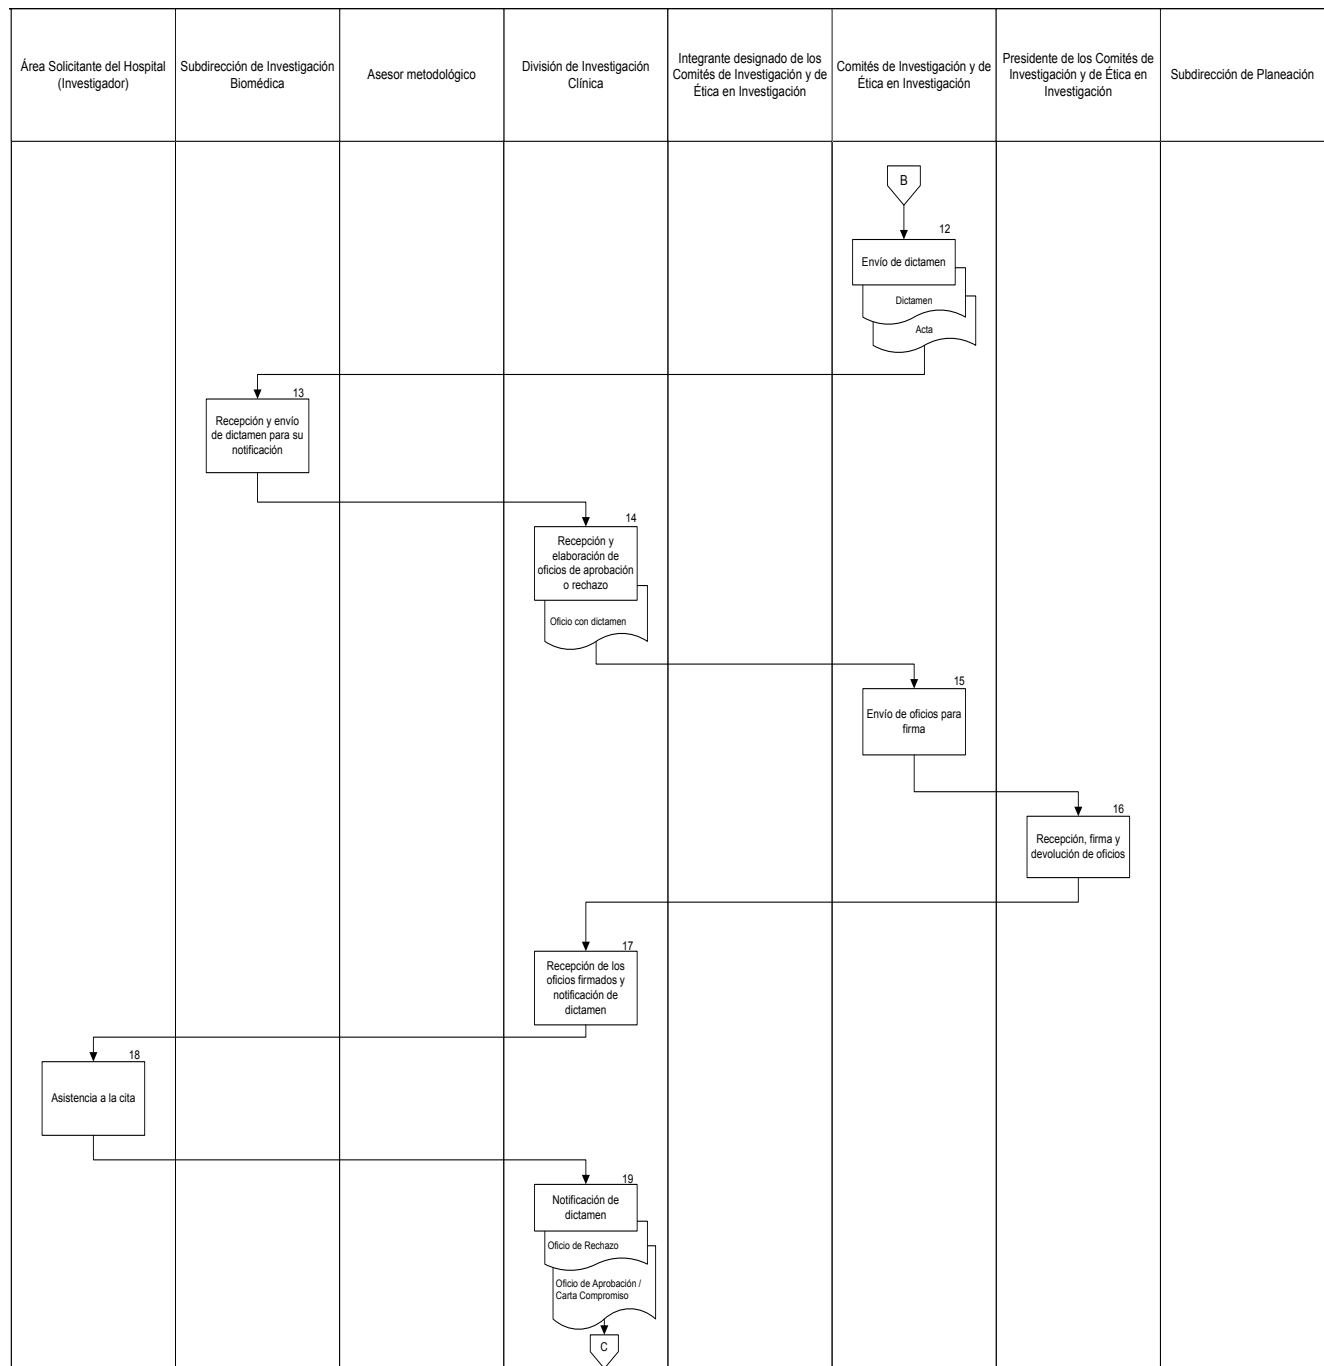 Área Solicitante del Hospital
(Investigador)
Subdirección de Investigación
Biomédica
Asesor metodológico
División de Investigación
Clínica
Integrante designado de los
Comités de Investigación y de
Ética en Investigación
Comités de Investigación y de
Ética en Investigación
Presidente de los Comités de
Investigación y de Ética en
Investigación
Subdirección de Planeación
B
12
Envío de dictamen
Dictamen
Acta
13
Recepción y envío
de dictamen para su
notificación
14
Recepción y
elaboración de
oficios de aprobación
o rechazo
Oficio con dictamen
15
Envío de oficios para
firma
16
Recepción, firma y
devolución de oficios
17
Recepción de los
oficios firmados y
notificación de
dictamen
18
Asistencia a la cita
19
Notificación de
dictamen
Oficio de Rechazo
Oficio de Aprobación /
Carta Compromiso
C